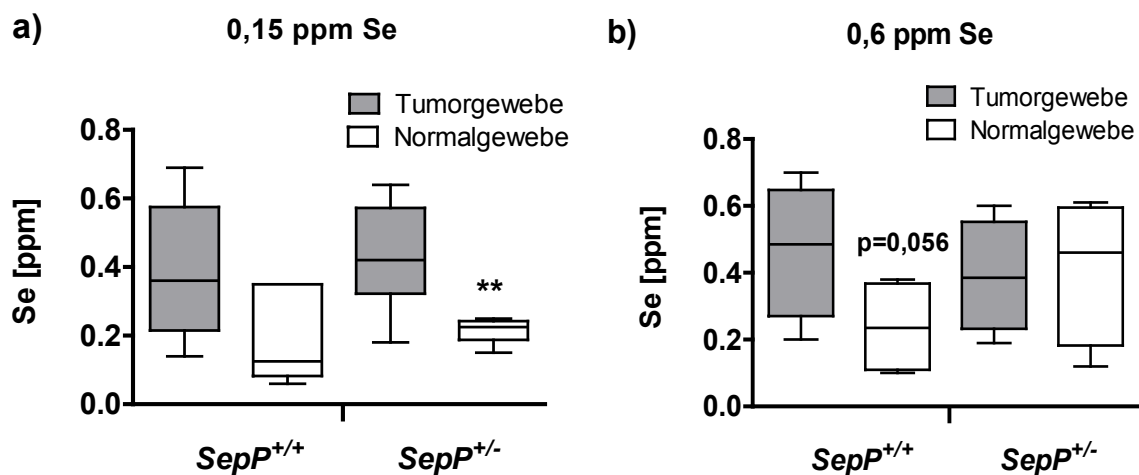 a)
0,15 ppm Se
Tumorgewebe
Normalgewebe
Se [ppm]
0.8
0.6
0.4
0.2
0.0
**
SepP+/+
SepP+/-
b)
0,6 ppm Se
Tumorgewebe
Normalgewebe
Se [ppm]
0.8
0.6
0.4
0.2
0.0
p=0,056
SepP+/+
SepP+/-